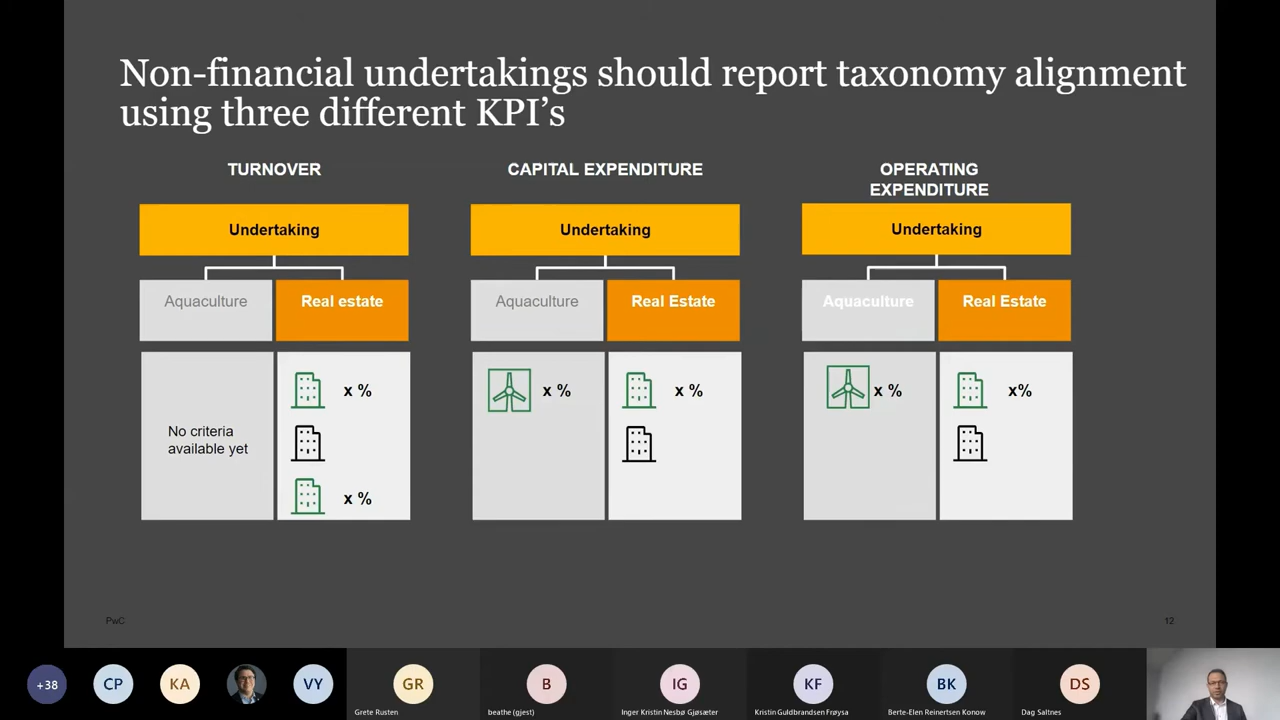 Non-financial undertakings should report taxonomy alignment
using three different KPI’s
TURNOVER
Undertaking
Aquaculture
Real estate
No criteria
available yet
x %
x %
CAPITAL EXPENDITURE
Undertaking
Aquaculture
Real Estate
x %
x %
OPERATING
EXPENDITURE
Undertaking
Aquaculture
Real Estate
x %
x%
PwC
12
+38
CP
KA
VY
GR
Grete Rusten
B
beathe (gjest)
IG
Inger Kristin Nesbø Gjøsæter
KF
Kristin Guldbrandsen Frøysa
BK
Berte-Elen Reinertsen Konow
DS
Dag Saltnes